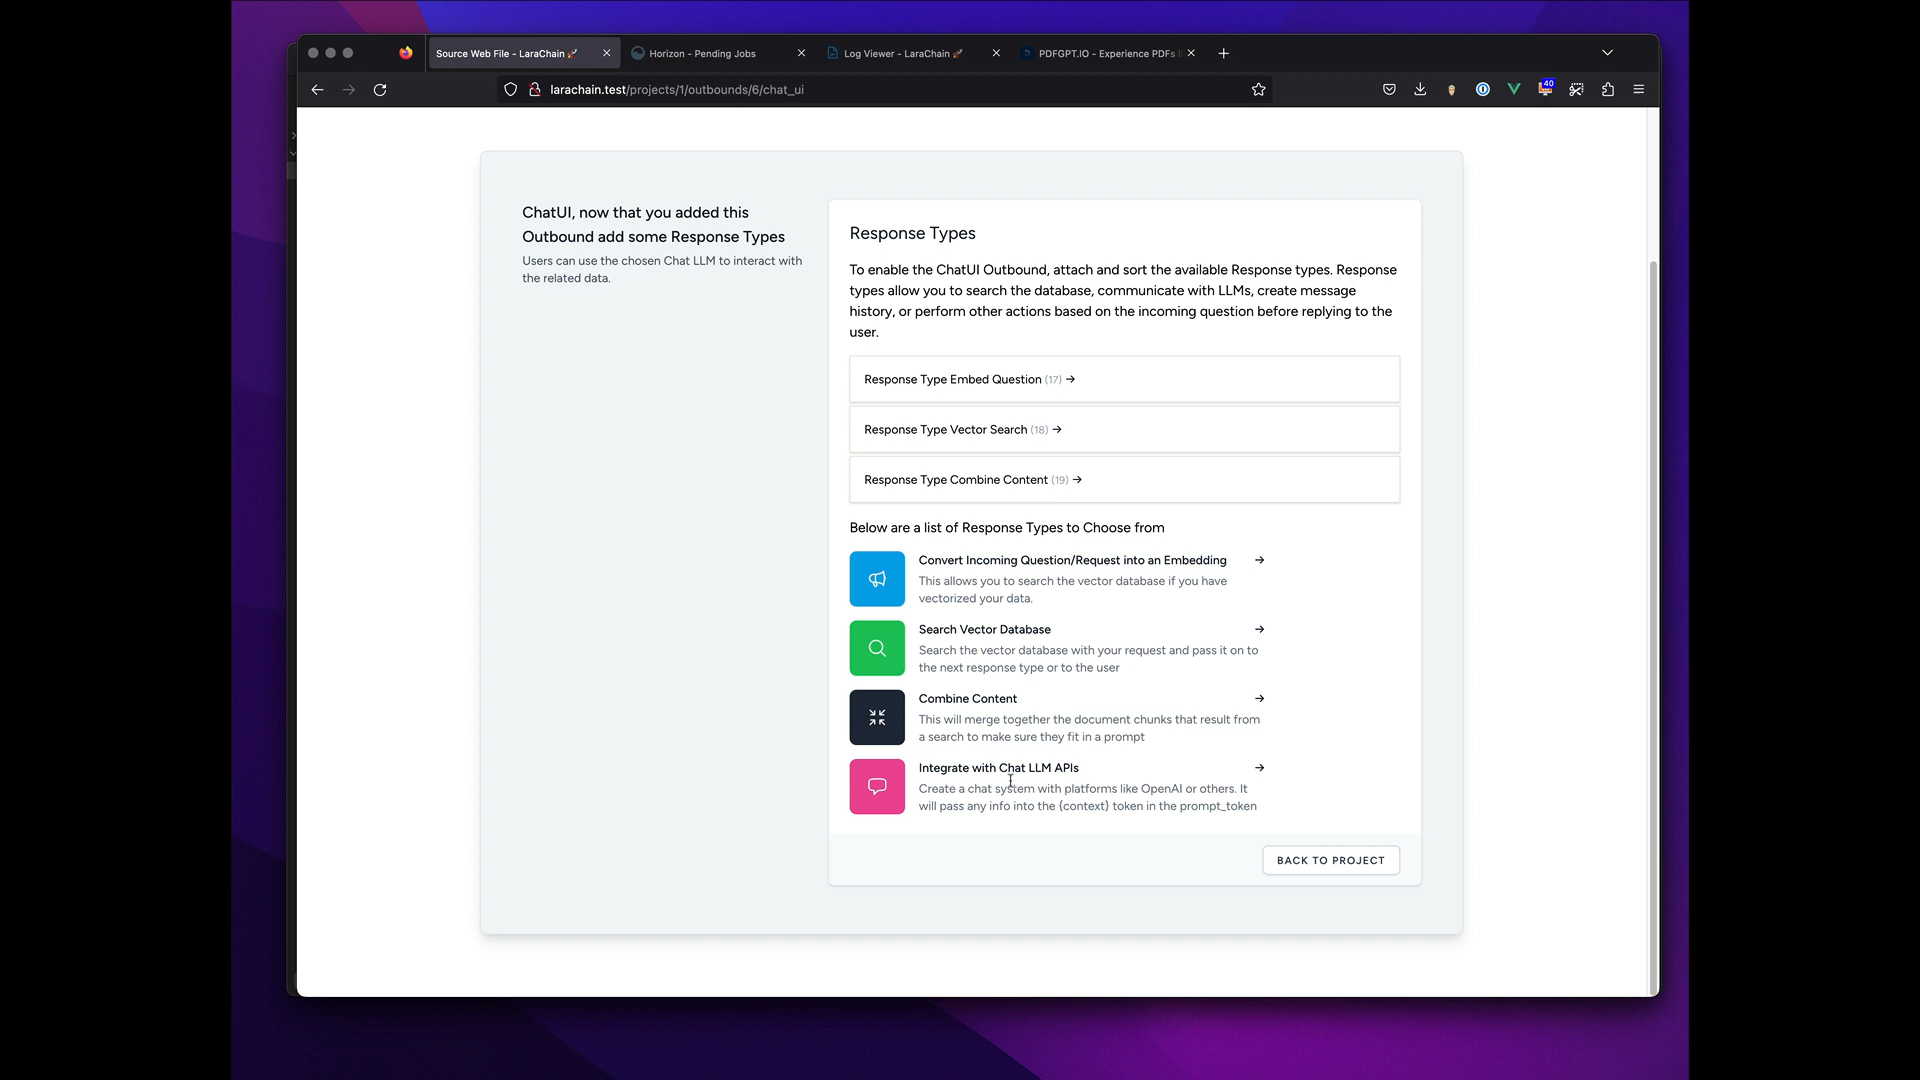 Source Web File - LaraChain 🚀
Horizon - Pending Jobs
Log Viewer - LaraChain 🚀
PDFGPT.IO - Experience PDFs
larachain.test/projects/1/outbounds/6/chat_ui
40
ChatUI, now that you added this
Outbound add some Response Types
Users can use the chosen Chat LLM to interact with
the related data.
Response Types
To enable the ChatUI Outbound, attach and sort the available Response types. Response
types allow you to search the database, communicate with LLMs, create message
history, or perform other actions based on the incoming question before replying to the
user.
Response Type Embed Question (17) →
Response Type Vector Search (18) →
Response Type Combine Content (19) →
Below are a list of Response Types to Choose from
Convert Incoming Question/Request into an Embedding →
This allows you to search the vector database if you have
vectorized your data.
Search Vector Database →
Search the vector database with your request and pass it on to
the next response type or to the user
Combine Content →
This will merge together the document chunks that result from
a search to make sure they fit in a prompt
Integrate with Chat LLM APIs →
Create a chat system with platforms like OpenAI or others. It
will pass any info into the {context} token in the prompt_token
BACK TO PROJECT